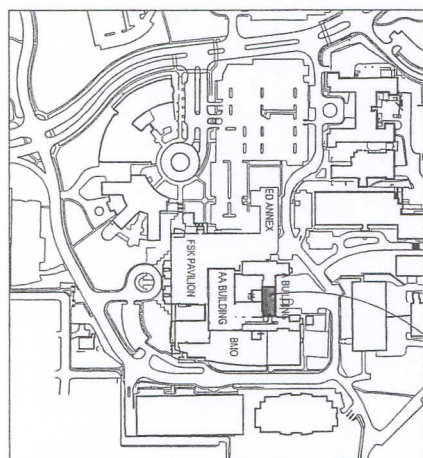 ED ANNEX
FSK PAVILION
AA BUILDING
BUILDING
BMO